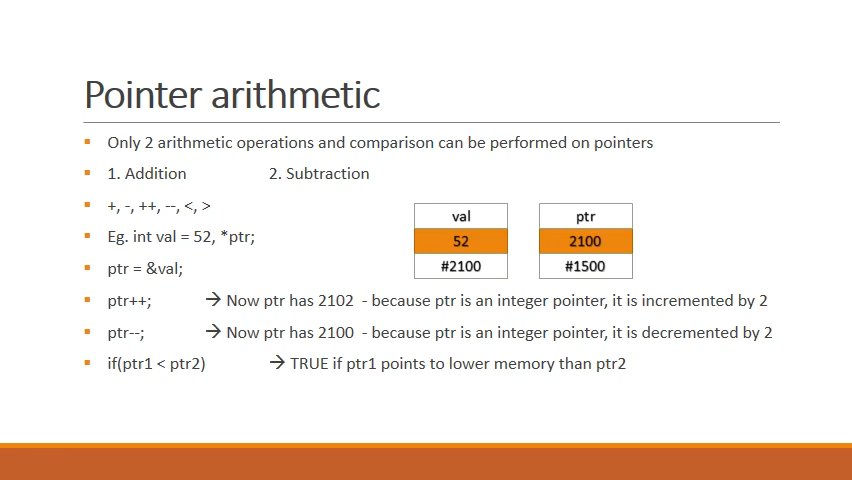 Pointer arithmetic
Only 2 arithmetic operations and comparison can be performed on pointers
1. Addition 2. Subtraction
+, -, ++, --, <, >
Eg. int val = 52, *ptr;
ptr = &val;
val ptr
52 2100
#2100 #1500
ptr++; → Now ptr has 2102 - because ptr is an integer pointer, it is incremented by 2
ptr--; → Now ptr has 2100 - because ptr is an integer pointer, it is decremented by 2
if(ptr1 < ptr2) → TRUE if ptr1 points to lower memory than ptr2